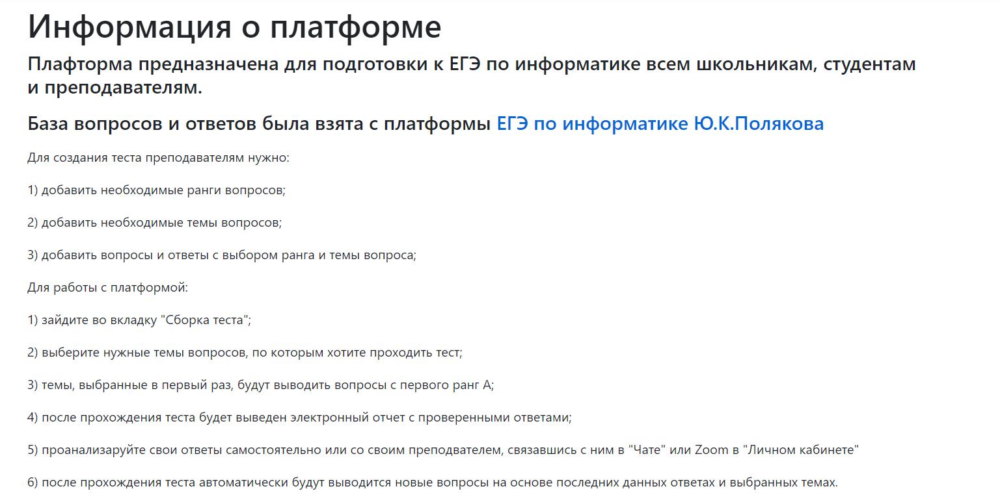 Информация о платформе
Плафторма предназначена для подготовки к ЕГЭ по информатике всем школьникам, студентам
и преподавателям.
База вопросов и ответов была взята с платформы ЕГЭ по информатике Ю.К.Полякова
Для создания теста преподавателям нужно:
1) добавить необходимые ранги вопросов;
2) добавить необходимые темы вопросов;
3) добавить вопросы и ответы с выбором ранга и темы вопроса;
Для работы с платформой:
1) зайдите во вкладку "Сборка теста";
2) выберите нужные темы вопросов, по которым хотите проходить тест;
3) темы, выбранные в первый раз, будут выводить вопросы с первого ранг А;
4) после прохождения теста будет выведен электронный отчет с проверенными ответами;
5) проанализаруйте свои ответы самостоятельно или со своим преподвателем, связавшись с ним в "Чате" или Zoom в "Личном кабинете"
6) после прохождения теста автоматически будут выводится новые вопросы на основе последних данных ответах и выбранных темах.